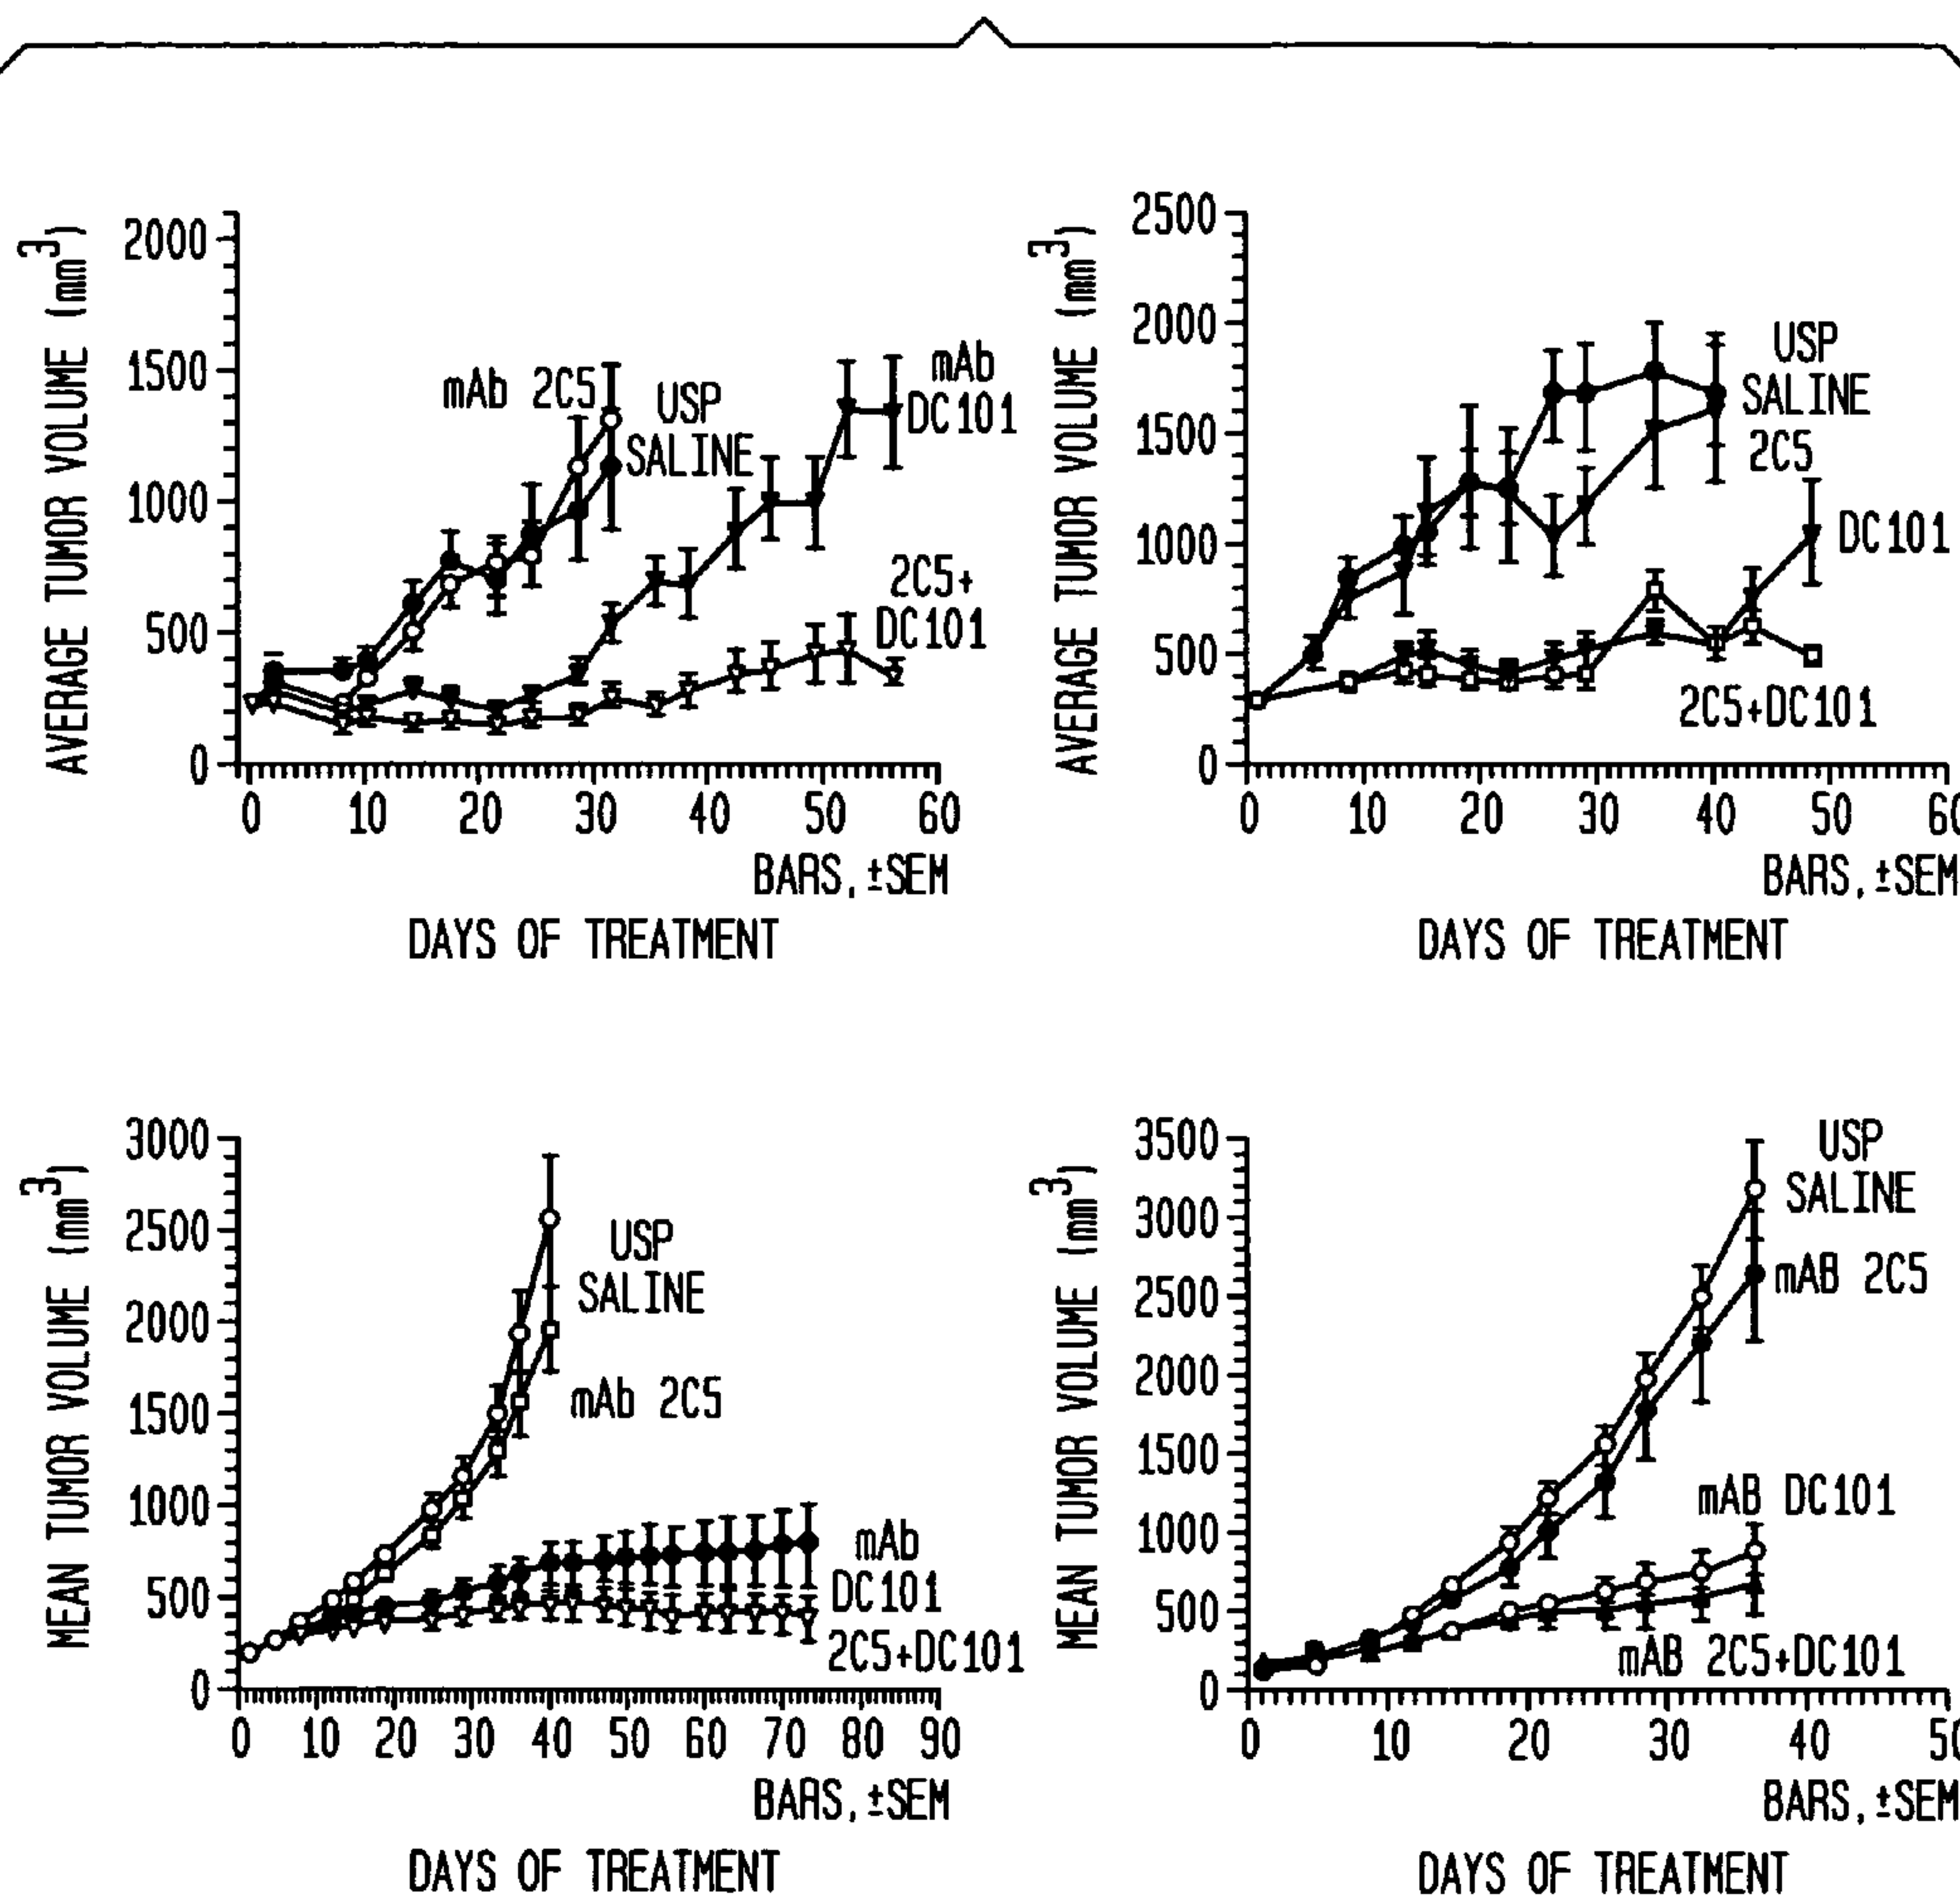 AVERAGE TUMOR VOLUME (mm³)
2000
1500
1000
500
0
mAb 2C5
USP
SALINE
mAb
DC101
2C5+
DC101
0 10 20 30 40 50 60
BARS, ±SEM
DAYS OF TREATMENT
AVERAGE TUMOR VOLUME (mm³)
2500
2000
1500
1000
500
0
USP
SALINE
2C5
DC101
2C5+DC101
0 10 20 30 40 50 60
BARS, ±SEM
DAYS OF TREATMENT
MEAN TUMOR VOLUME (mm³)
3000
2500
2000
1500
1000
500
0
USP
SALINE
mAb 2C5
mAb
DC101
2C5+DC101
0 10 20 30 40 50 60 70 80 90
BARS, ±SEM
DAYS OF TREATMENT
MEAN TUMOR VOLUME (mm³)
3500
3000
2500
2000
1500
1000
500
0
USP
SALINE
mAB 2C5
mAB DC101
mAB 2C5+DC101
0 10 20 30 40 50
BARS, ±SEM
DAYS OF TREATMENT